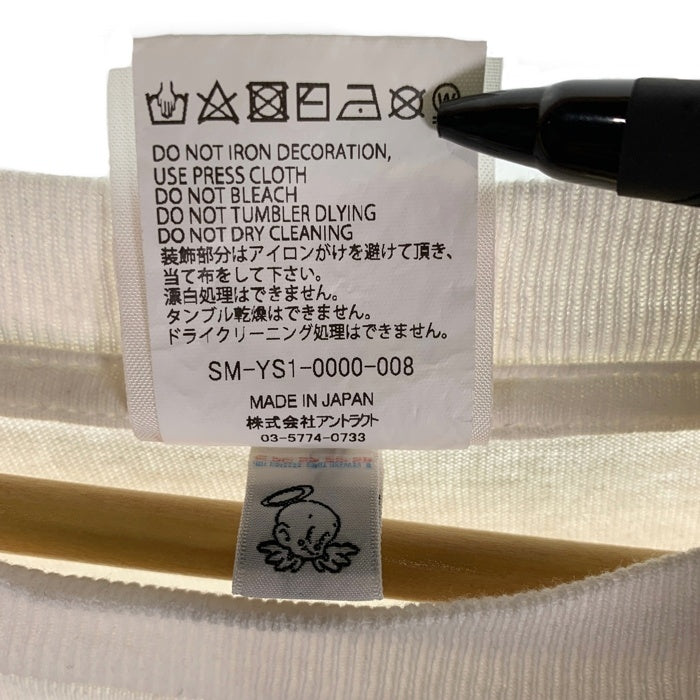 DO NOT IRON DECORATION,
USE PRESS CLOTH
DO NOT BLEACH
DO NOT TUMBLER DLYING
DO NOT DRY CLEANING
装飾部分はアイロンがけを避けて頂き、
当て布をして下さい。
漂白処理はできません。
タンブル乾燥はできません。
ドライクリーニング処理はできません。
SM-YS1-0000-008
MADE IN JAPAN
株式会社アントラクト
03-5774-0733